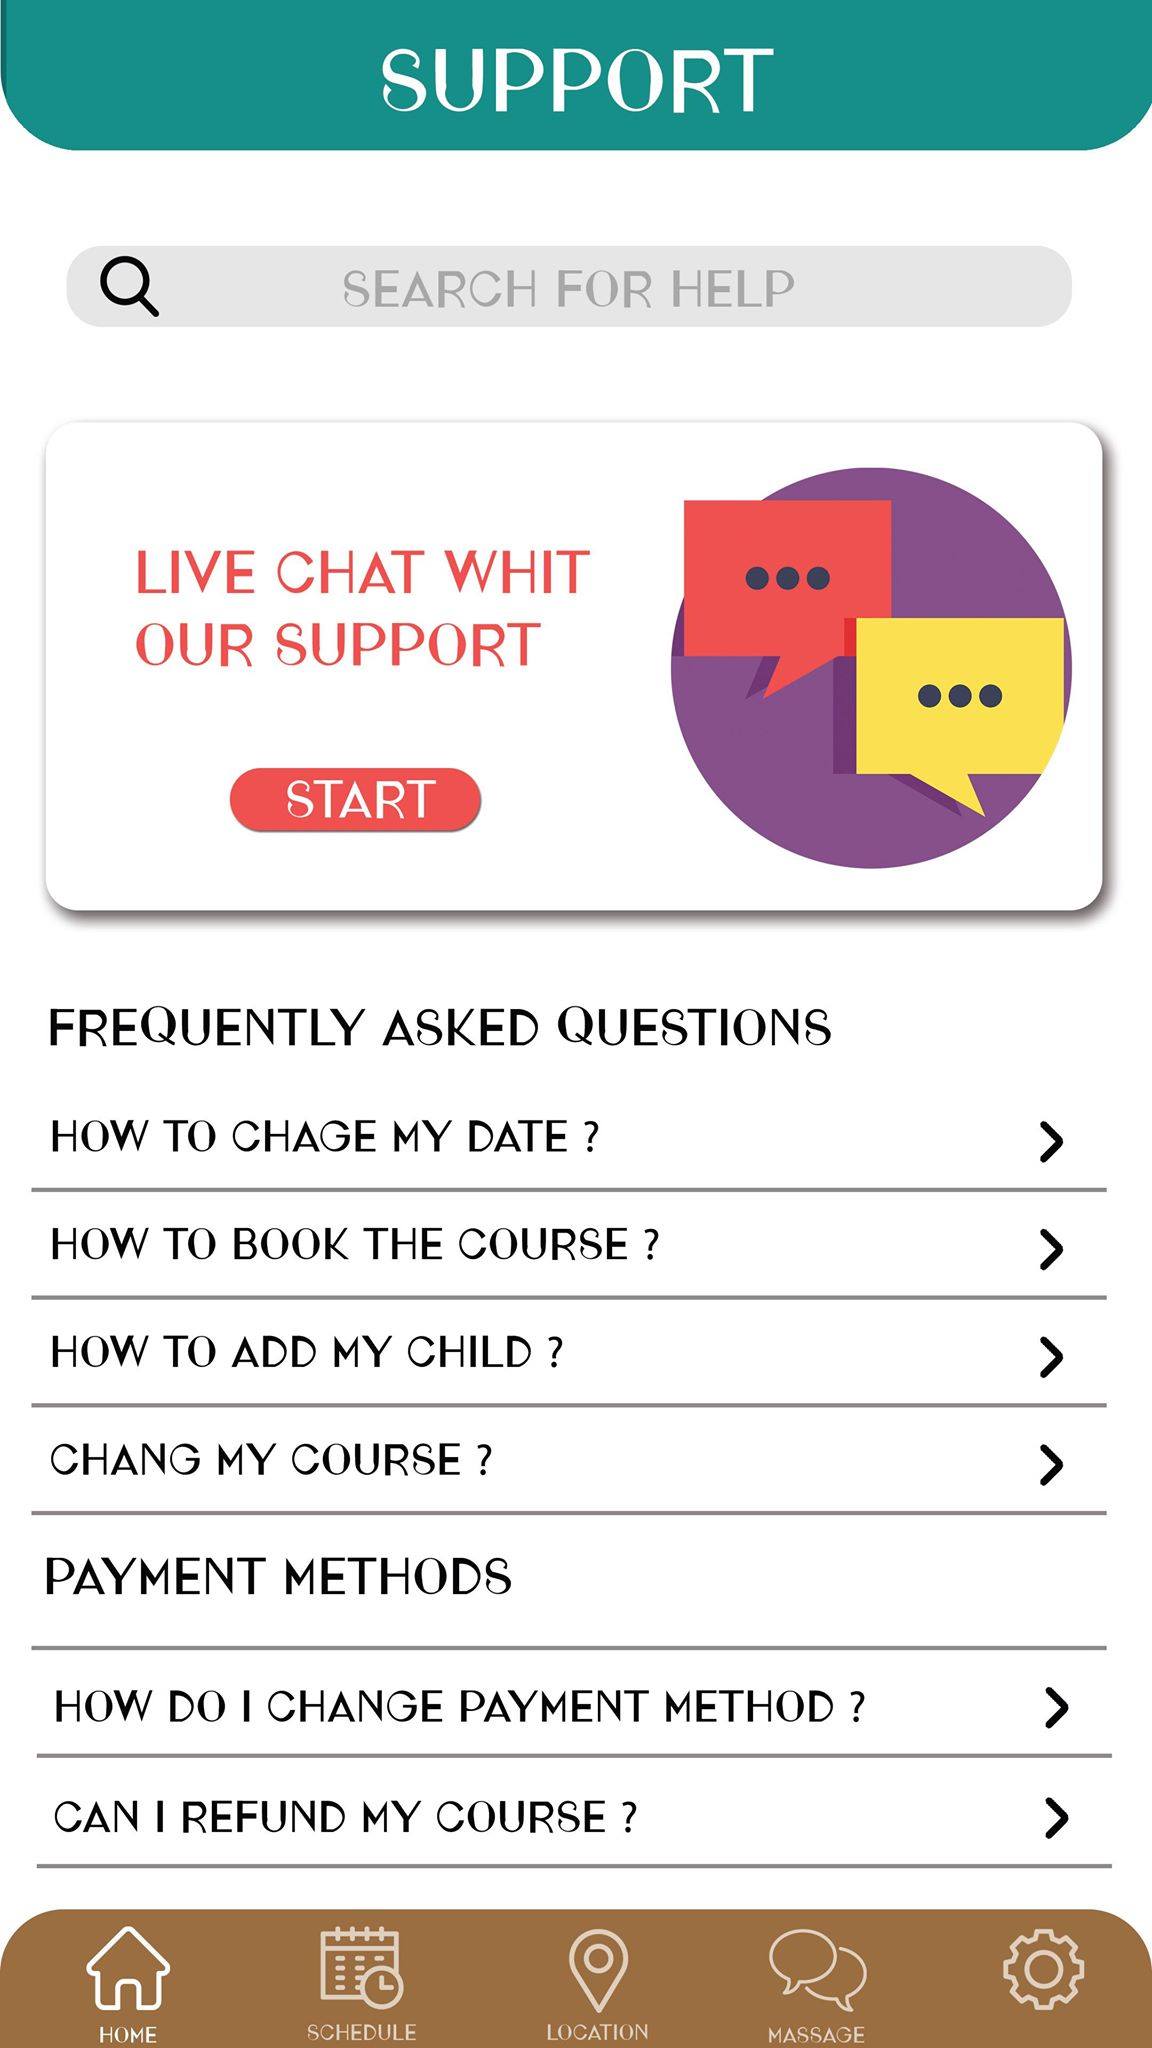 SUPPORT
SEARCH FOR HELP
LIVE CHAT WHIT
OUR SUPPORT
START
FREQUENTLY ASKED QUESTIONS
HOW TO CHAGE MY DATE ?
HOW TO BOOK THE COURSE ?
HOW TO ADD MY CHILD ?
CHANG MY COURSE ?
PAYMENT METHODS
HOW DO I CHANGE PAYMENT METHOD ?
CAN I REFUND MY COURSE ?
HOME SCHEDULE LOCATION MASSAGE